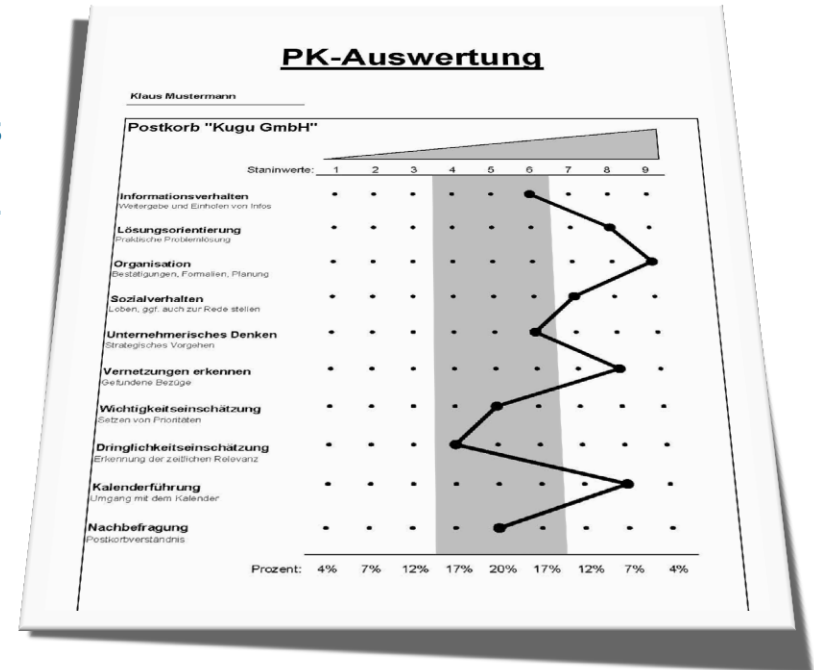 PK-Auswertung
Klaus Mustermann
Postkorb "Kugu GmbH"
Staninwerte: 1 2 3 4 5 6 7 8 9
Informationsverhalten
Weitergabe und Einholen von Infos
Lösungsorientierung
Praktische Problemlösung
Organisation
Bestätigungen, Formalien, Planung
Sozialverhalten
Loben, ggf. auch zur Rede stellen
Unternehmerisches Denken
Strategisches Vorgehen
Vernetzungen erkennen
Gefundene Bezüge
Wichtigkeitseinschätzung
Setzen von Prioritäten
Dringlichkeitseinschätzung
Erkennung der zeitlichen Relevanz
Kalenderführung
Umgang mit dem Kalender
Nachbefragung
Postkorbverständnis
Prozent: 4% 7% 12% 17% 20% 17% 12% 7% 4%